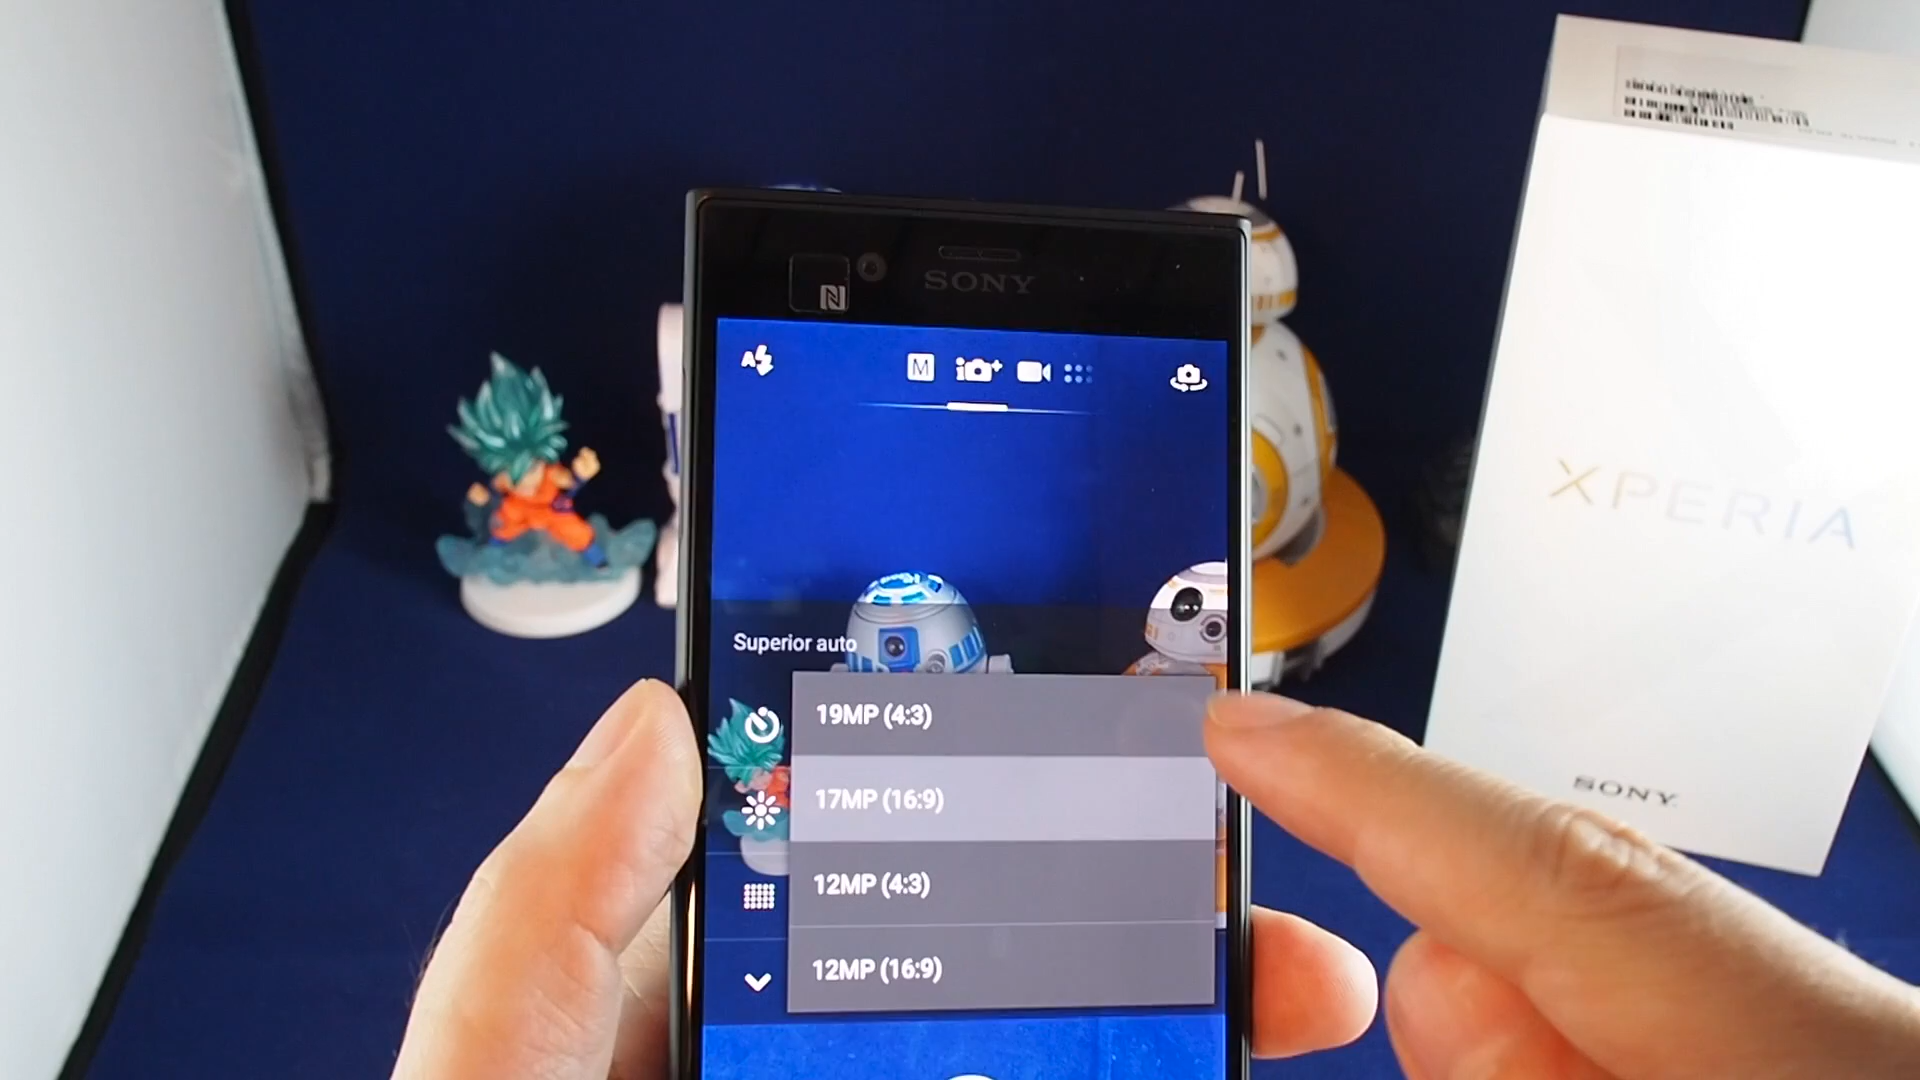 SONY
M
Superior auto
19MP (4:3)
17MP (16:9)
12MP (4:3)
12MP (16:9)
XPERIA
SONY